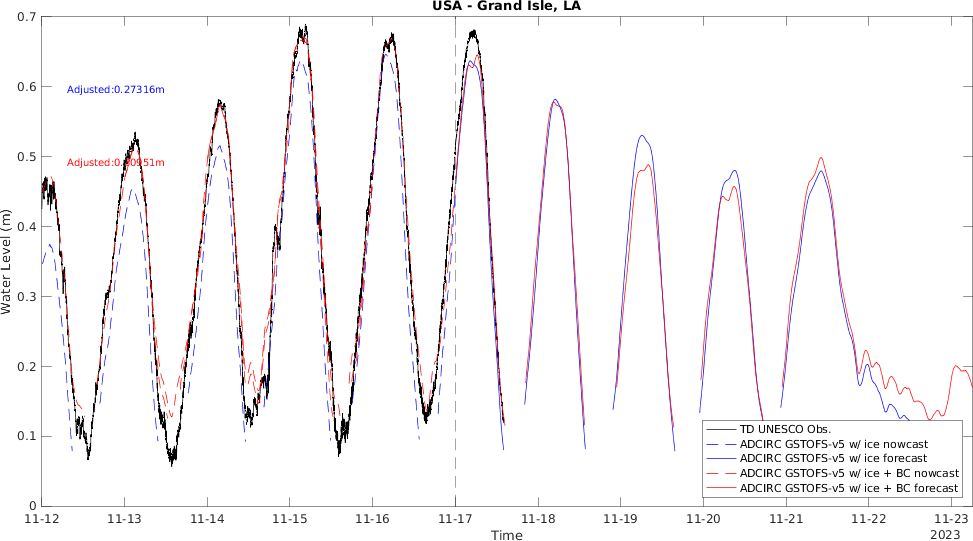 USA - Grand Isle, LA
0.7
0.6
0.5
0.4
0.3
0.2
0.1
0
Water Level (m)
Adjusted:0.27316m
TD UNESCO Obs.
ADCIRC GSTOFS-v5 w/ ice nowcast
ADCIRC GSTOFS-v5 w/ ice forecast
ADCIRC GSTOFS-v5 w/ ice + BC nowcast
ADCIRC GSTOFS-v5 w/ ice + BC forecast
11-12 11-13 11-14 11-15 11-16 11-17 11-18 11-19 11-20 11-21 11-22 11-23
Time
2023